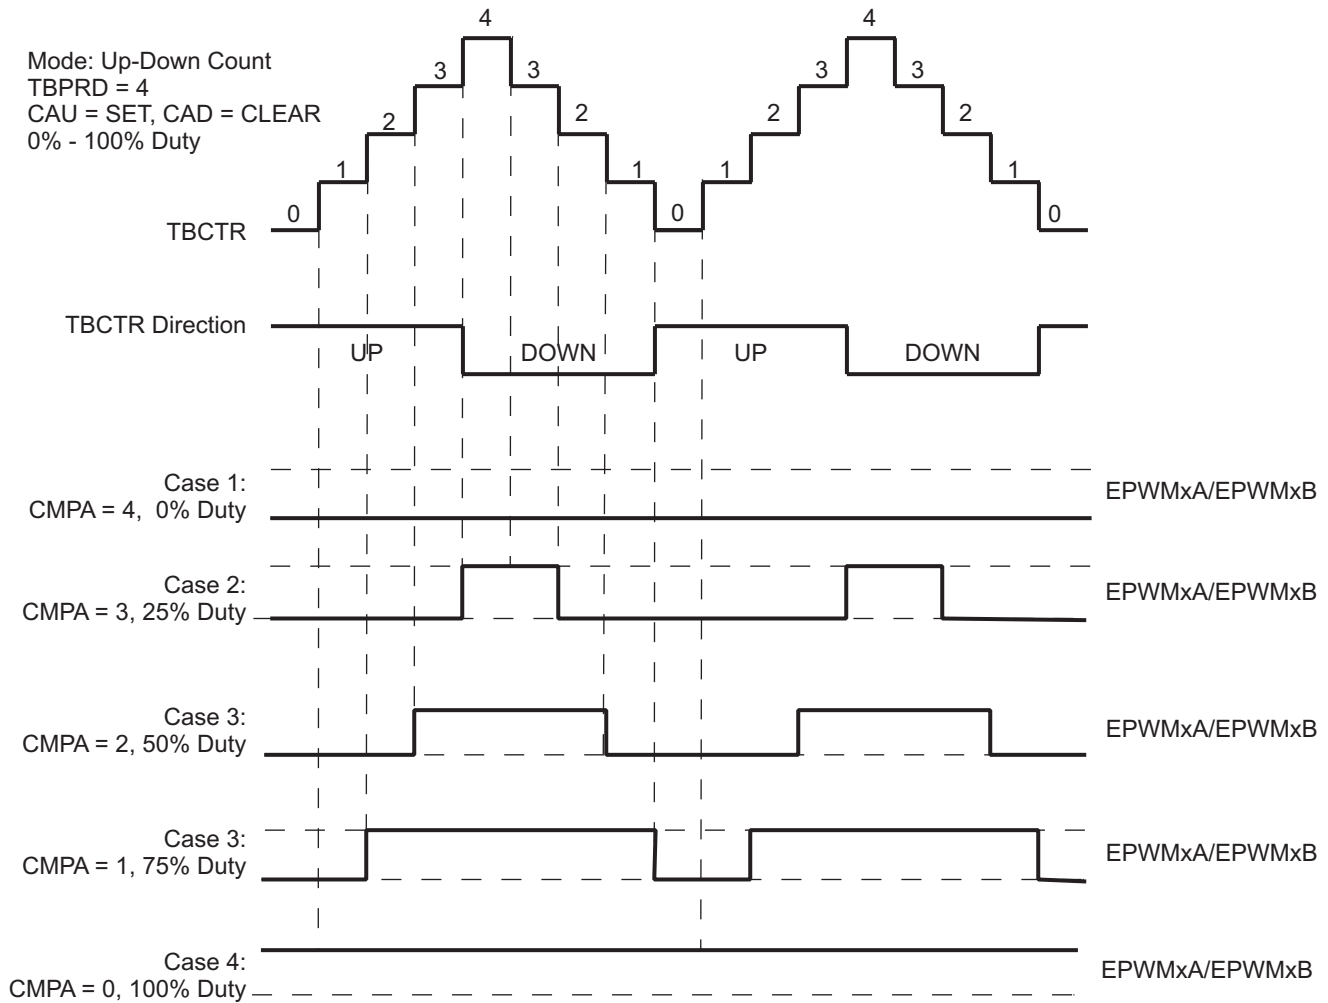 4
4
Mode: Up-Down Count
3
3
3
3
TBPRD = 4
CAU = SET, CAD = CLEAR
2
2
2
2
0% - 100% Duty
1
1
1
1
0
0
0
TBCTR
TBCTR Direction
UP
DOWN
UP
DOWN
Case 1:
CMPA = 4, 0% Duty
EPWMxA/EPWMxB
Case 2:
CMPA = 3, 25% Duty
EPWMxA/EPWMxB
Case 3:
CMPA = 2, 50% Duty
EPWMxA/EPWMxB
Case 3:
CMPA = 1, 75% Duty
EPWMxA/EPWMxB
Case 4:
CMPA = 0, 100% Duty
EPWMxA/EPWMxB